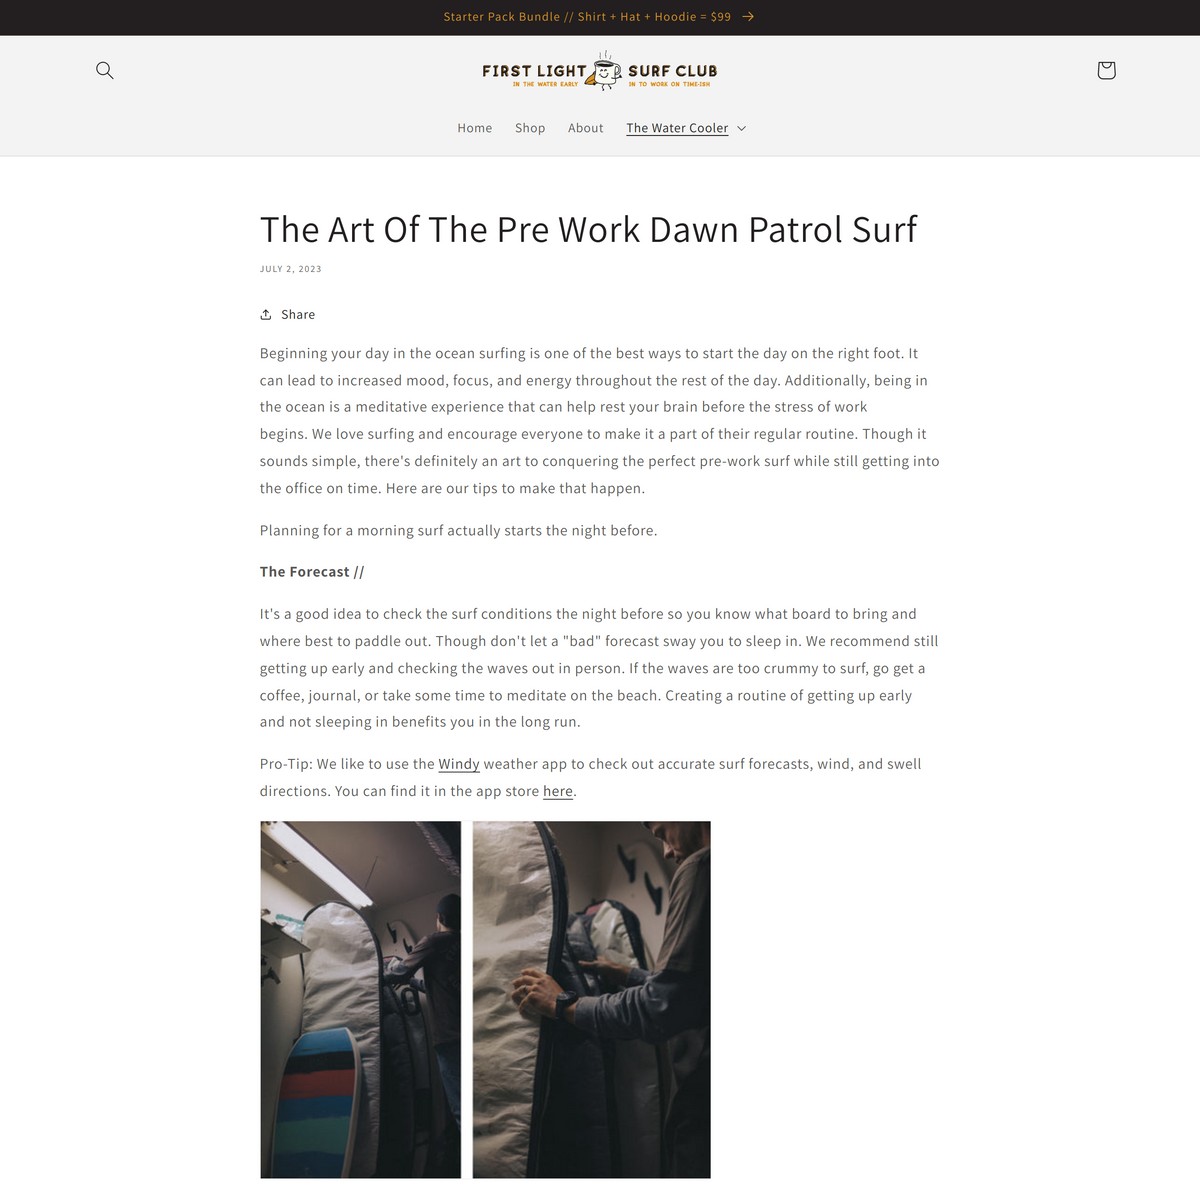 Starter Pack Bundle // Shirt + Hat + Hoodie = $99
FIRST LIGHT SURF CLUB
IN THE WATER EARLY IN TO WORK ON TIME-ISH
Home Shop About The Water Cooler
The Art Of The Pre Work Dawn Patrol Surf
JULY 2, 2023
Share
Beginning your day in the ocean surfing is one of the best ways to start the day on the right foot. It
can lead to increased mood, focus, and energy throughout the rest of the day. Additionally, being in
the ocean is a meditative experience that can help rest your brain before the stress of work
begins. We love surfing and encourage everyone to make it a part of their regular routine. Though it
sounds simple, there's definitely an art to conquering the perfect pre-work surf while still getting into
the office on time. Here are our tips to make that happen.
Planning for a morning surf actually starts the night before.
The Forecast //
It's a good idea to check the surf conditions the night before so you know what board to bring and
where best to paddle out. Though don't let a "bad" forecast sway you to sleep in. We recommend still
getting up early and checking the waves out in person. If the waves are too crummy to surf, go get a
coffee, journal, or take some time to meditate on the beach. Creating a routine of getting up early
and not sleeping in benefits you in the long run.
Pro-Tip: We like to use the Windy weather app to check out accurate surf forecasts, wind, and swell
directions. You can find it in the app store here.